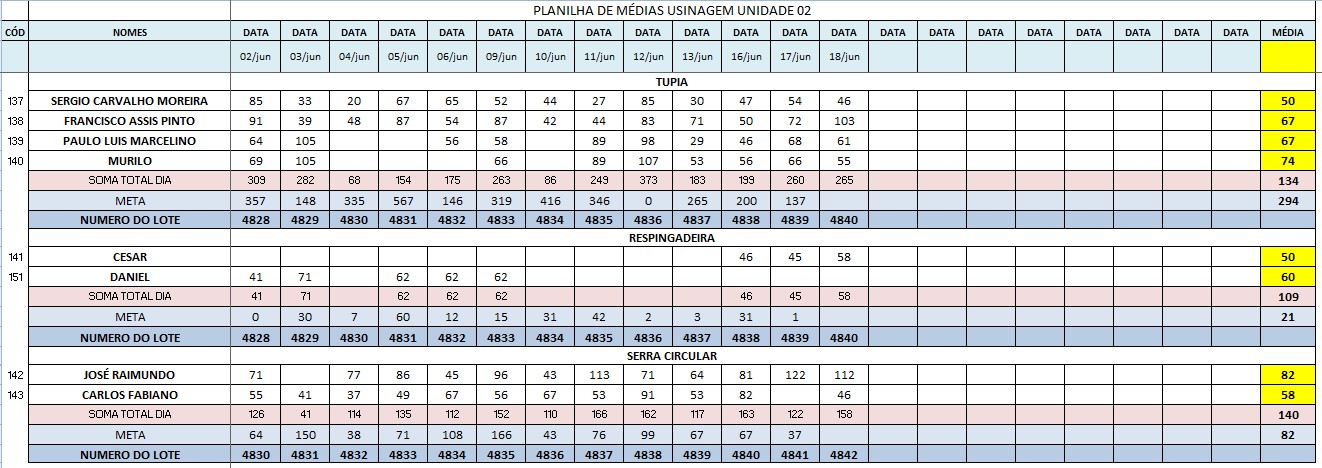 PLANILHA DE MÉDIAS USINAGEM UNIDADE 02
CÓD NOMES DATA DATA DATA DATA DATA DATA DATA DATA DATA DATA DATA DATA DATA DATA DATA DATA DATA DATA DATA DATA DATA MÉDIA
02/jun 03/jun 04/jun 05/jun 06/jun 09/jun 10/jun 11/jun 12/jun 13/jun 16/jun 17/jun 18/jun
TUPIA
137 SERGIO CARVALHO MOREIRA 85 33 20 67 65 52 44 27 85 30 47 54 46 50
138 FRANCISCO ASSIS PINTO 91 39 48 87 54 87 42 44 83 71 50 72 103 67
139 PAULO LUIS MARCELINO 64 105 56 58 89 98 29 46 68 61 67
140 MURILO 69 105 66 89 107 53 56 66 55 74
SOMA TOTAL DIA 309 282 68 154 175 263 86 249 373 183 199 260 265 134
META 357 148 335 567 146 319 416 346 0 265 200 137 294
NUMERO DO LOTE 4828 4829 4830 4831 4832 4833 4834 4835 4836 4837 4838 4839 4840
RESPINGADEIRA
141 CESAR 46 45 58 50
151 DANIEL 41 71 62 62 62 60
SOMA TOTAL DIA 41 71 62 62 62 46 45 58 109
META 0 30 7 60 12 15 31 42 2 3 31 1 21
NUMERO DO LOTE 4828 4829 4830 4831 4832 4833 4834 4835 4836 4837 4838 4839 4840
SERRA CIRCULAR
142 JOSÉ RAIMUNDO 71 77 86 45 96 43 113 71 64 81 122 112 82
143 CARLOS FABIANO 55 41 37 49 67 56 67 53 91 53 82 46 58
SOMA TOTAL DIA 126 41 114 135 112 152 110 166 162 117 163 122 158 140
META 64 150 38 71 108 166 43 76 99 67 67 37 82
NUMERO DO LOTE 4830 4831 4832 4833 4834 4835 4836 4837 4838 4839 4840 4841 4842